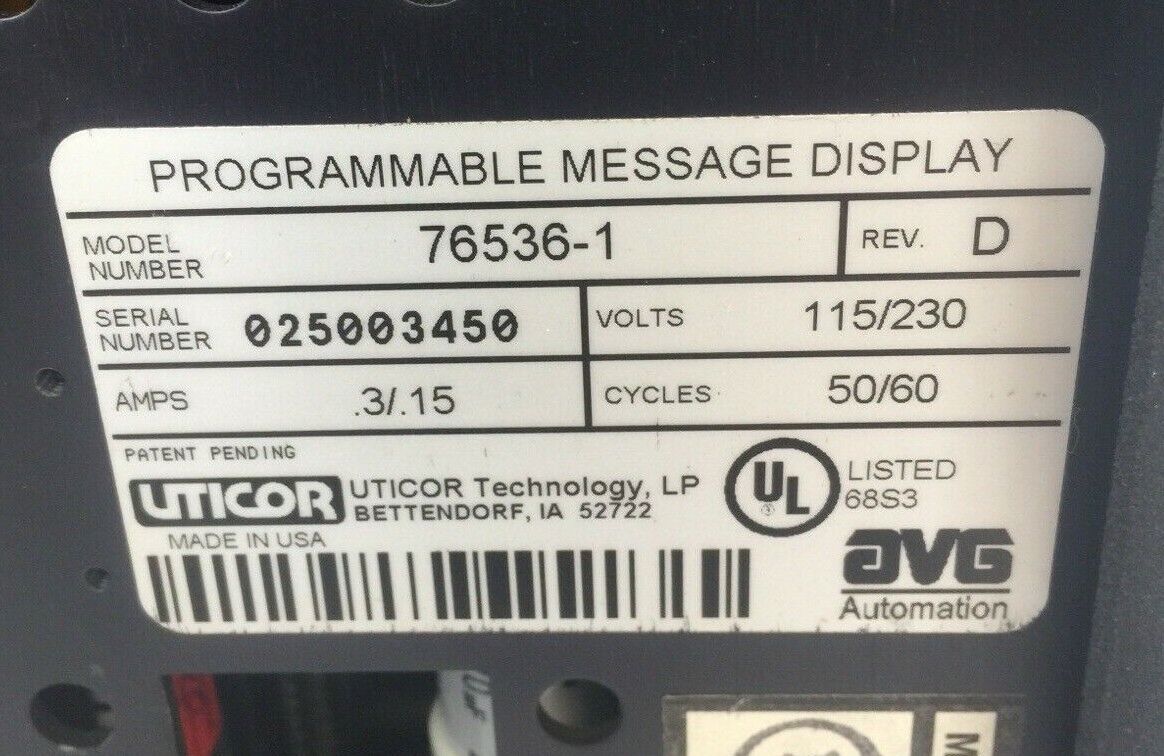 PROGRAMMABLE MESSAGE DISPLAY
MODEL NUMBER 76536-1 REV. D
SERIAL NUMBER 025003450 VOLTS 115/230
AMPS .3/.15 CYCLES 50/60
PATENT PENDING
UTICOR UTICOR Technology, LP
BETTENDORF, IA 52722
MADE IN USA
UL ® LISTED
68S3
AVG
Automation
M